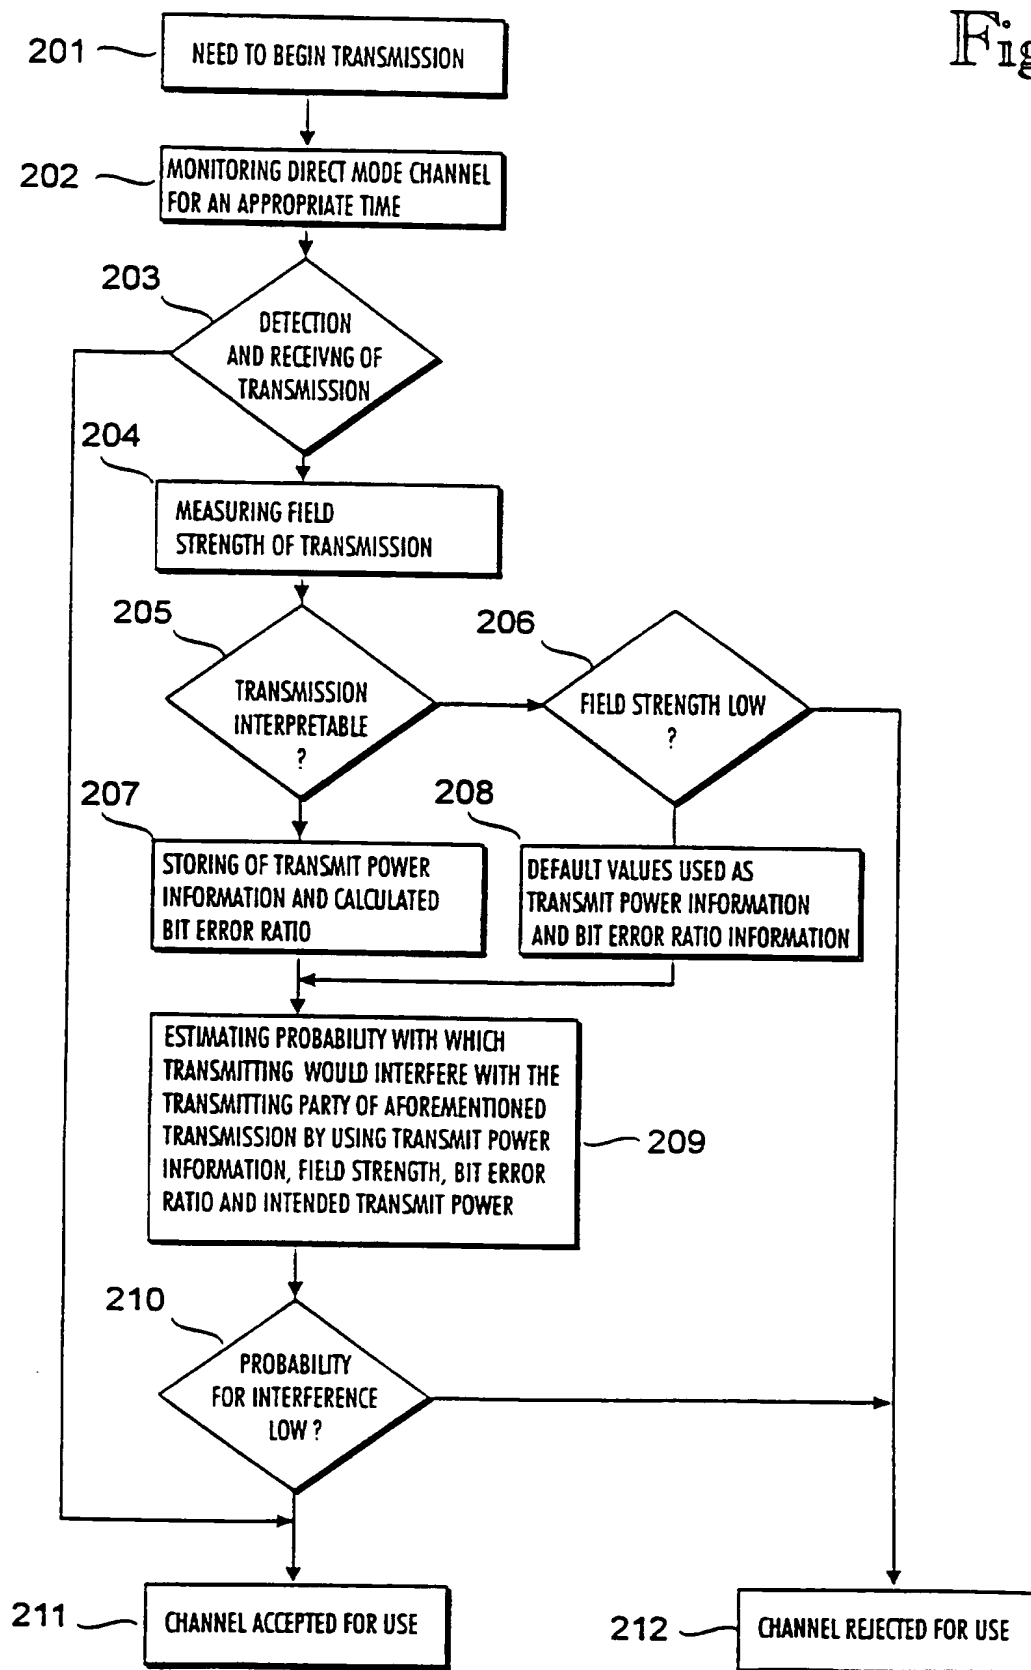 Fig
201
NEED TO BEGIN TRANSMISSION
202
MONITORING DIRECT MODE CHANNEL
FOR AN APPROPRIATE TIME
203
DETECTION
AND RECEIVNG OF
TRANSMISSION
204
MEASURING FIELD
STRENGTH OF TRANSMISSION
205
TRANSMISSION
INTERPRETABLE
?
206
FIELD STRENGTH LOW
?
207
STORING OF TRANSMIT POWER
INFORMATION AND CALCULATED
BIT ERROR RATIO
208
DEFAULT VALUES USED AS
TRANSMIT POWER INFORMATION
AND BIT ERROR RATIO INFORMATION
ESTIMATING PROBABILITY WITH WHICH
TRANSMITTING WOULD INTERFERE WITH THE
TRANSMITTING PARTY OF AFOREMENTIONED
TRANSMISSION BY USING TRANSMIT POWER
INFORMATION, FIELD STRENGTH, BIT ERROR
RATIO AND INTENDED TRANSMIT POWER
209
210
PROBABILITY
FOR INTERFERENCE
LOW ?
211
CHANNEL ACCEPTED FOR USE
212
CHANNEL REJECTED FOR USE